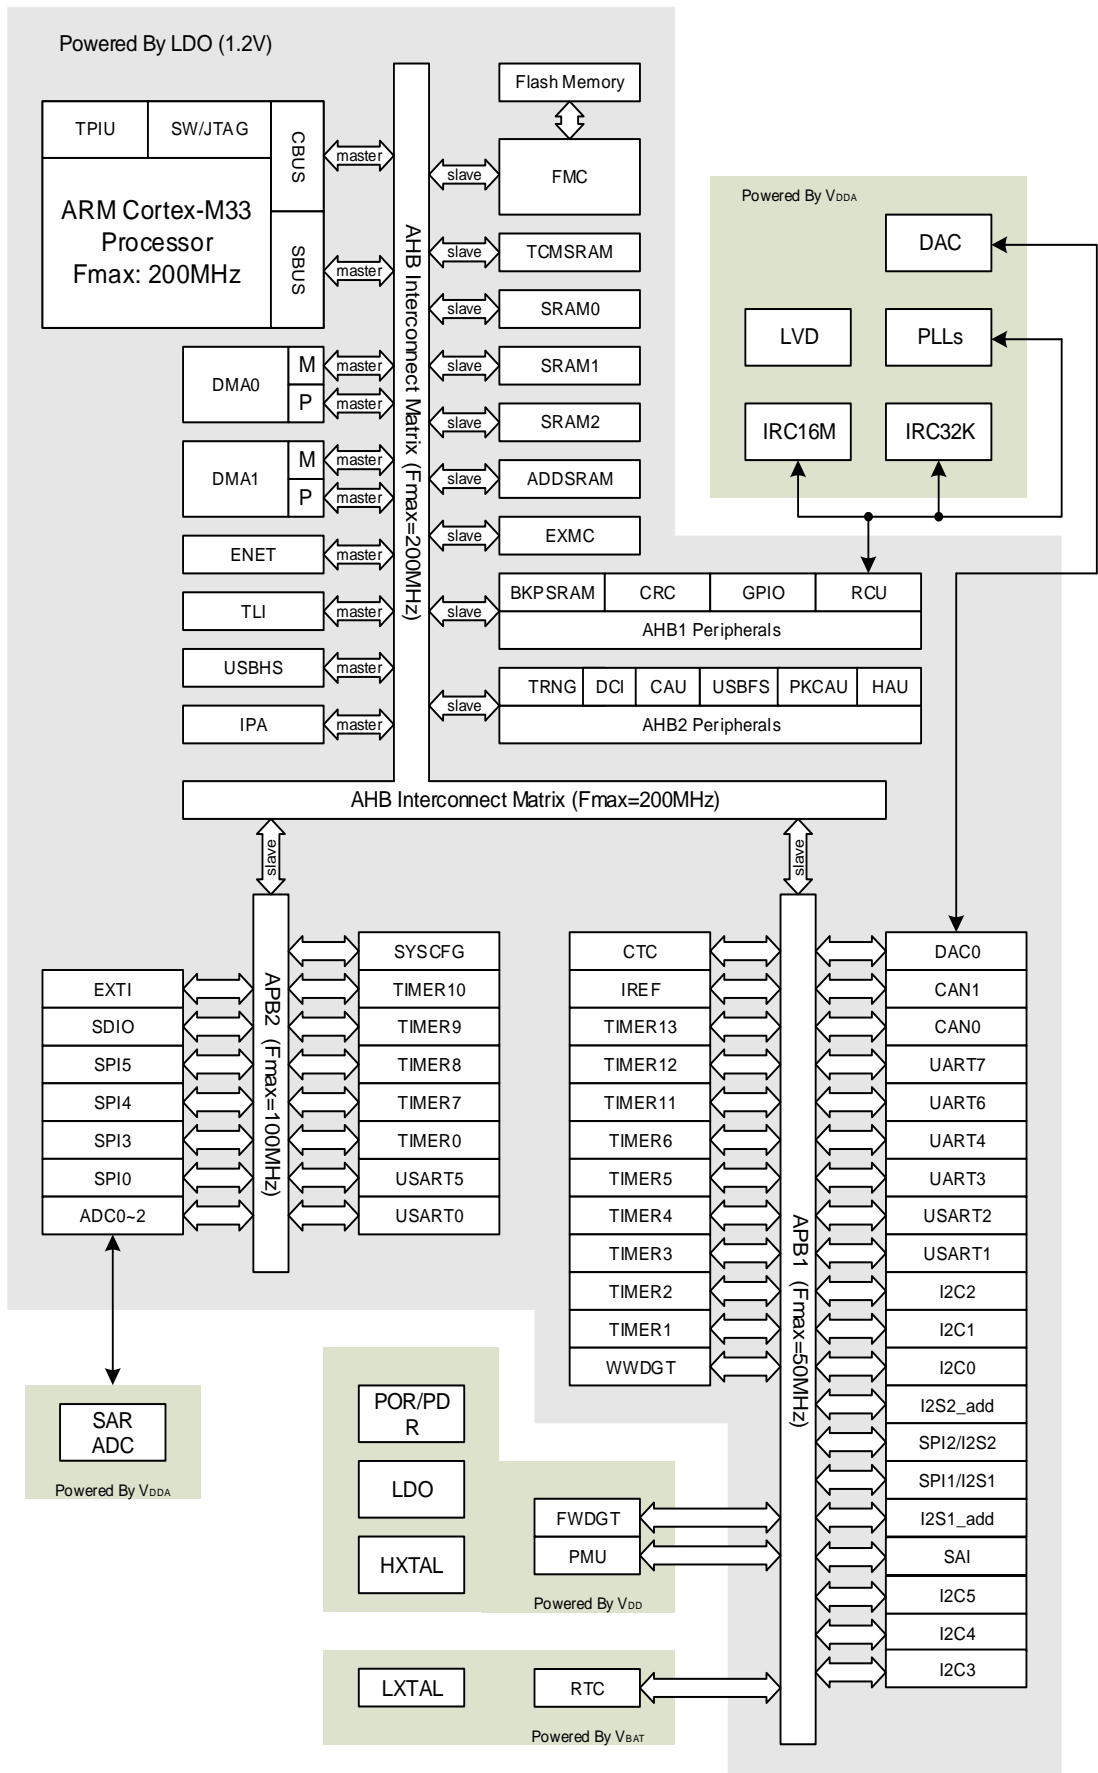 Powered By LDO (1.2V)
TPIU
SW/JTAG
CBUS
ARM Cortex-M33
Processor
Fmax: 200MHz
SBUS
master
master
DMA0
M
P
master
master
DMA1
M
P
master
master
ENET
master
TLI
master
USBHS
master
IPA
master
AHB Interconnect Matrix (Fmax=200MHz)
Flash Memory
slave
FMC
slave
TCMSRAM
slave
SRAM0
slave
SRAM1
slave
SRAM2
slave
ADDSRAM
slave
EXMC
slave
BKPSRAM
CRC
GPIO
RCU
AHB1 Peripherals
slave
TRNG
DCI
CAU
USBFS
PKCAU
HAU
AHB2 Peripherals
Powered By VDDA
DAC
LVD
PLLs
IRC16M
IRC32K
AHB Interconnect Matrix (Fmax=200MHz)
slave
slave
APB2 (Fmax=100MHz)
EXTI
SDIO
SPI5
SPI4
SPI3
SPI0
ADC0~2
SYSCFG
TIMER10
TIMER9
TIMER8
TIMER7
TIMER0
USART5
USART0
SAR
ADC
Powered By VDDA
CTC
IREF
TIMER13
TIMER12
TIMER11
TIMER6
TIMER5
TIMER4
TIMER3
TIMER2
TIMER1
WWDGT
APB1 (Fmax=50MHz)
DAC0
CAN1
CAN0
UART7
UART6
UART4
UART3
USART2
USART1
I2C2
I2C1
I2C0
I2S2_add
SPI2/I2S2
SPI1/I2S1
I2S1_add
SAI
I2C5
I2C4
I2C3
POR/PD
R
LDO
HXTAL
FWDGT
PMU
Powered By VDD
LXTAL
RTC
Powered By VBAT